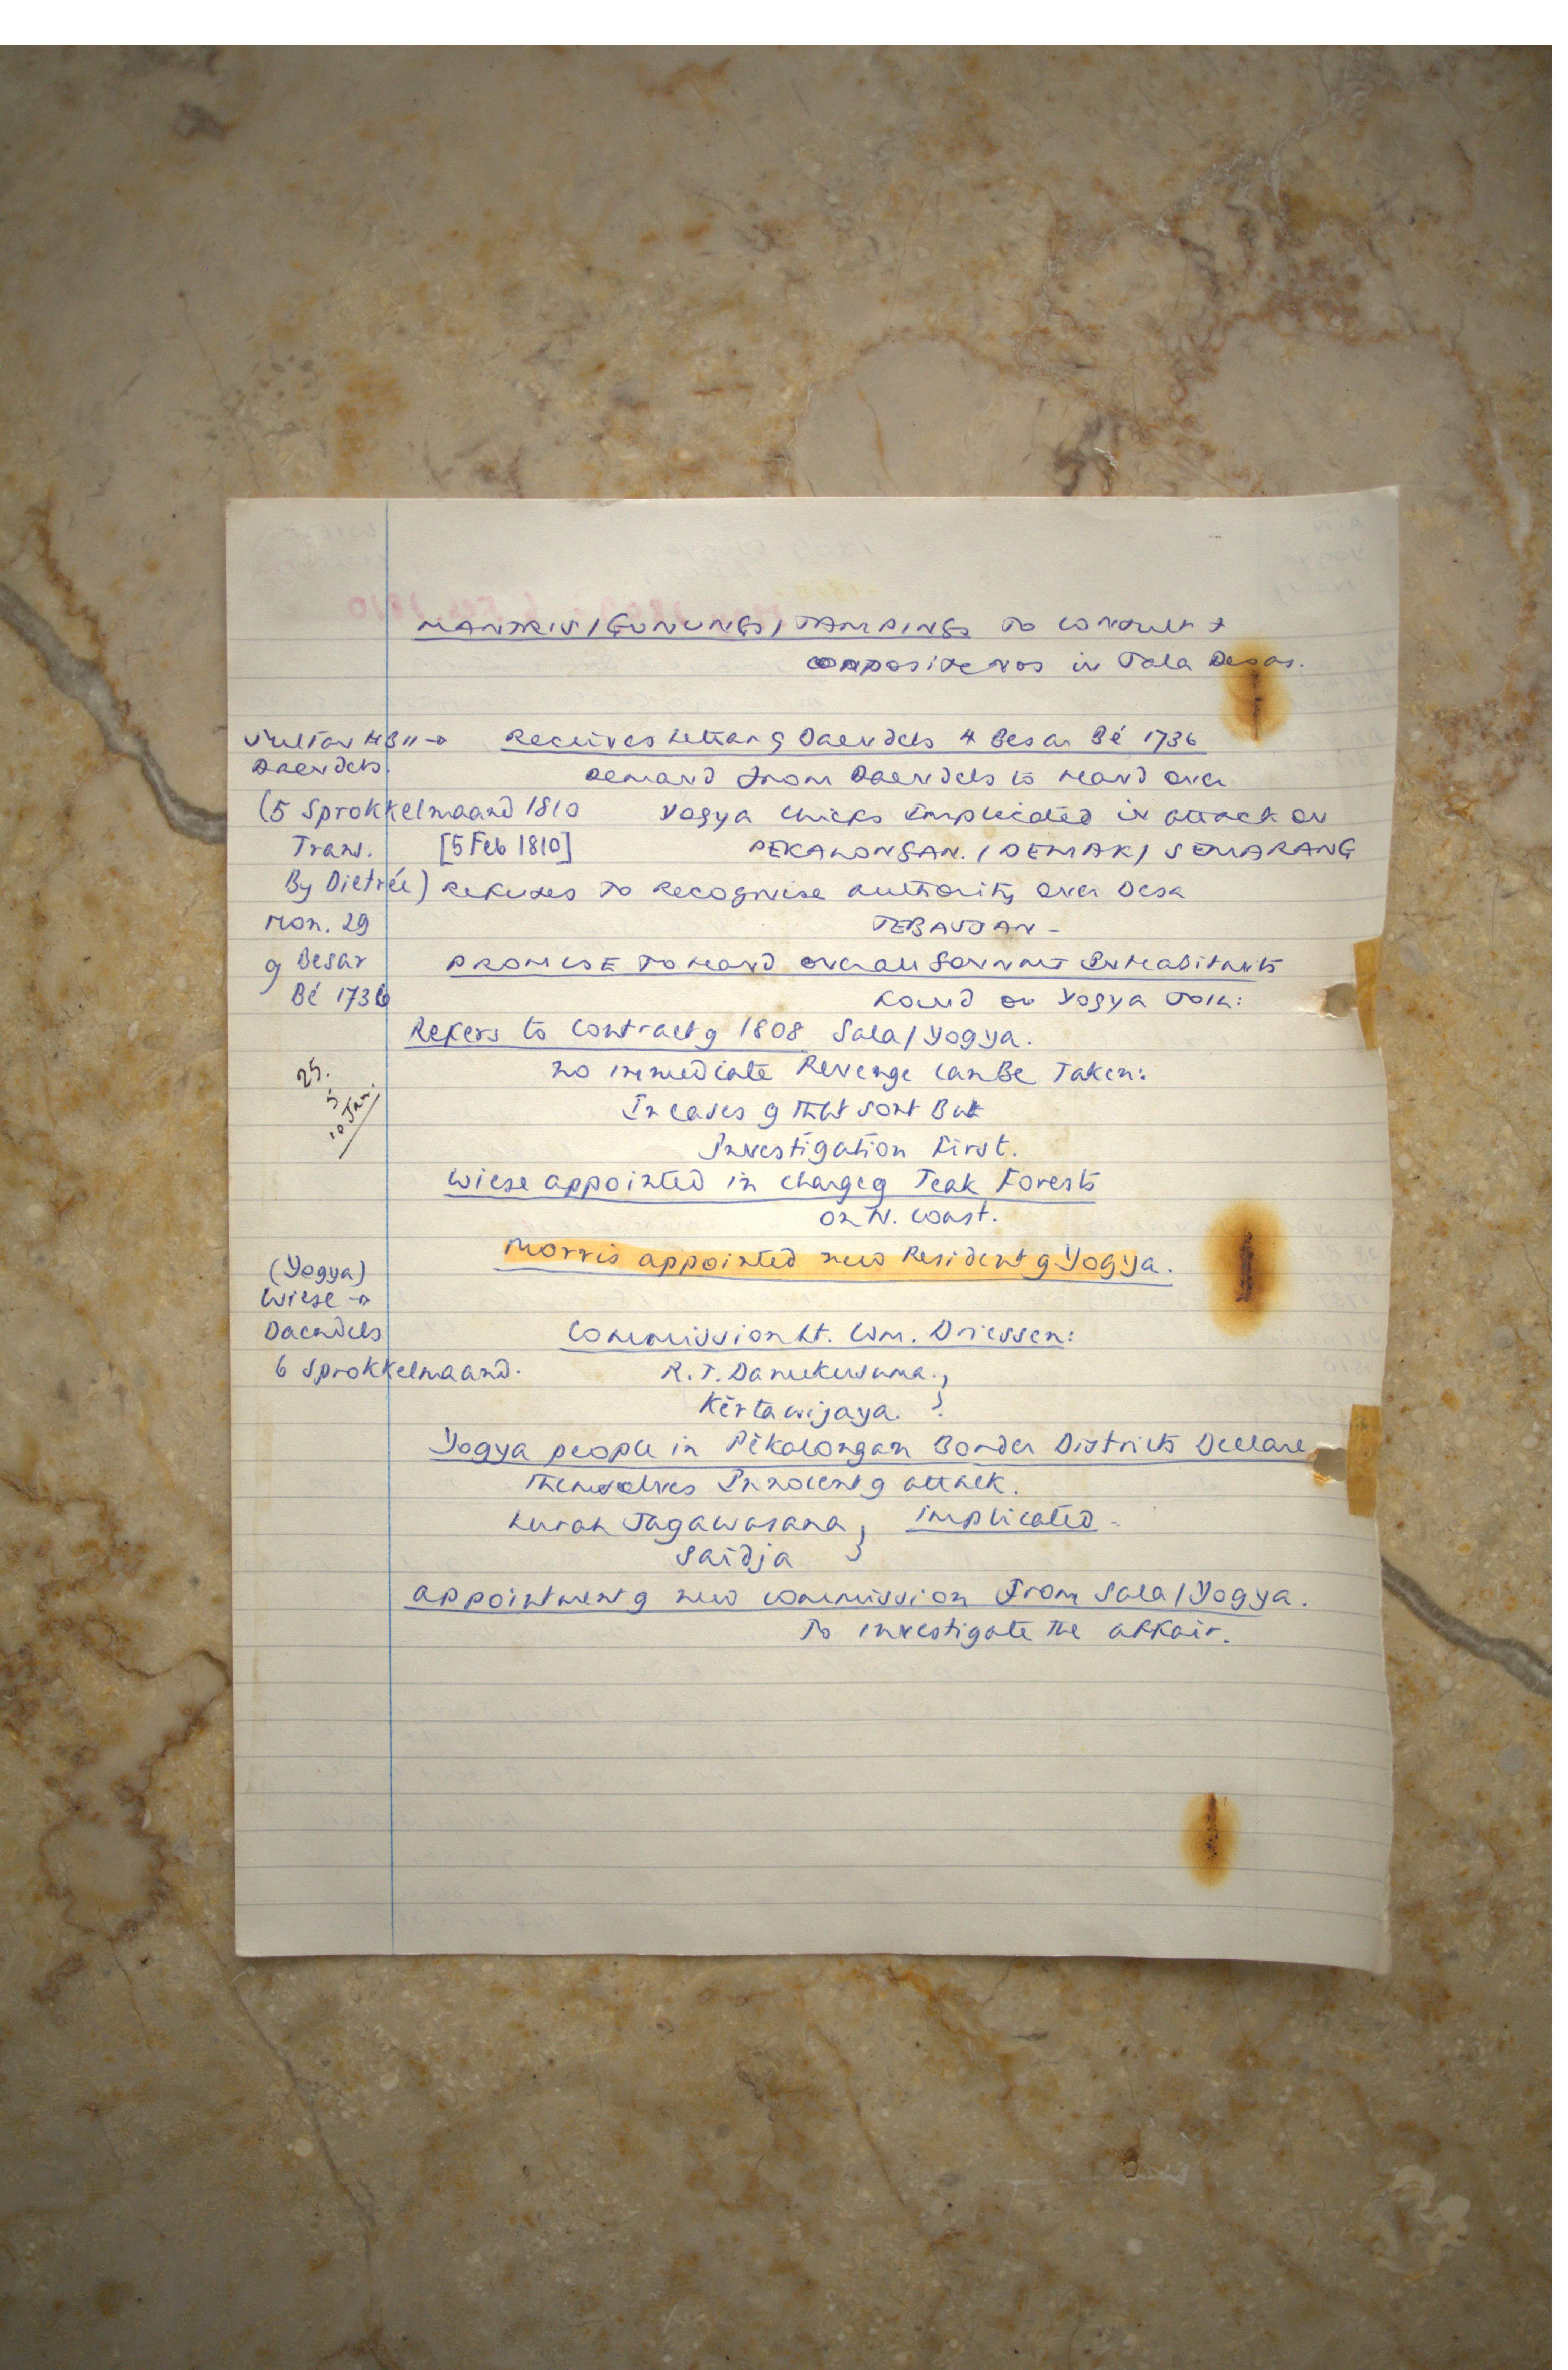 MANTRIS / GUNUNGS / TAMPINGS To consult &
opposite nos in Sala Desas.
Sultan HB II → Receives Letter of Daendels 4 Besar Bé 1736
Daendels. Demand from Daendels to Hand over
(5 Sprokkelmaand 1810 Yogya chiefs implicated in attack on
Trans. [5 Feb 1810] PEKALONGAN. / DEMAK / SEMARANG
By Dietrée) Refuses to Recognise authority over Desa
Mon. 29 TERBAYAN -
of Besar PROMISE To Hand over all Gov.nmt Inhabitants
Bé 1736 Found on Yogya
Refers to Contract of 1808 Sala / Yogya.
25. no immediate Revenge can Be Taken:
5
10 Jan. In cases of that sort But
Investigation First.
Wiese appointed in charge of Teak Forests
on N. Coast.
Morris appointed new Resident of Yogya.
(Yogya)
Wiese →
Daendels Commission Lt. Wm. Driessen:
6 Sprokkelmaand. R. T. Danukusuma.,
Kertawijaya. }
Yogya people in Pekalongan Border Districts Declare
Themselves Innocent of attack.
Lurah Jagawasana } implicated -
Saidja
appointment of new commission From Sala / Yogya.
To investigate the affair.